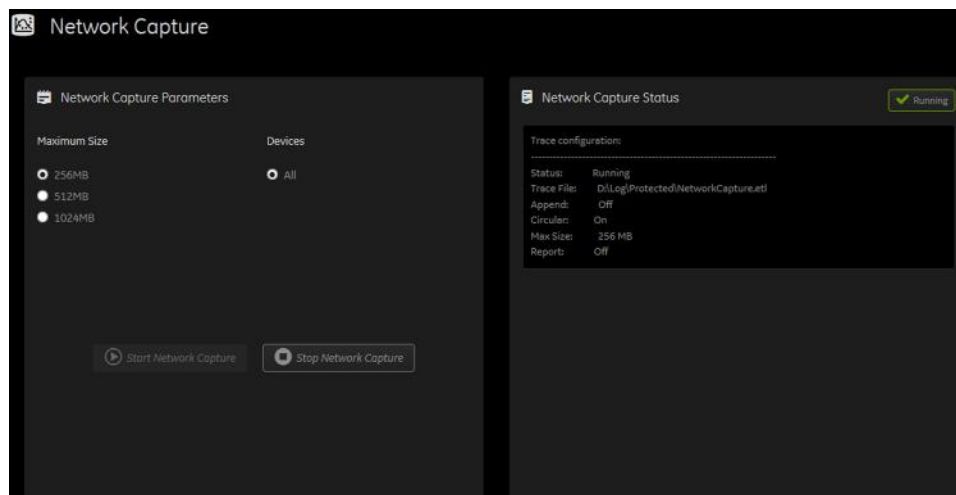 Network Capture
Network Capture Parameters
Maximum Size
Devices
256MB
All
512MB
1024MB
Start Network Capture
Stop Network Capture
Network Capture Status
Running
Trace configuration:
-------------------------------------------------------------------
Status: Running
Trace File: D:\Log\Protected\NetworkCapture.etl
Append: Off
Circular: On
Max Size: 256 MB
Report: Off